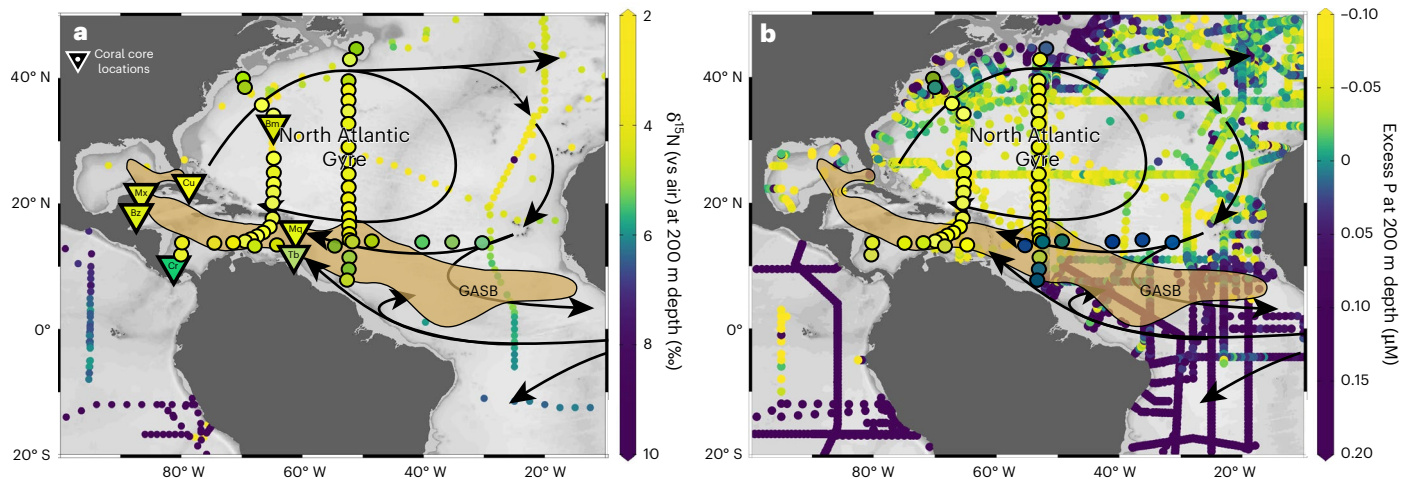 a
Coral core
locations
40° N
20° N
0°
20° S
80° W
60° W
40° W
20° W
Bm
North Atlantic
Gyre
Cu
Mx
Bz
Mq
Tb
Cr
GASB
2
4
6
8
10
δ¹⁵N (vs air) at 200 m depth (‰)
b
40° N
20° N
0°
20° S
80° W
60° W
40° W
20° W
North Atlantic
Gyre
GASB
–0.10
–0.05
0
0.05
0.10
0.15
0.20
Excess P at 200 m depth (μM)